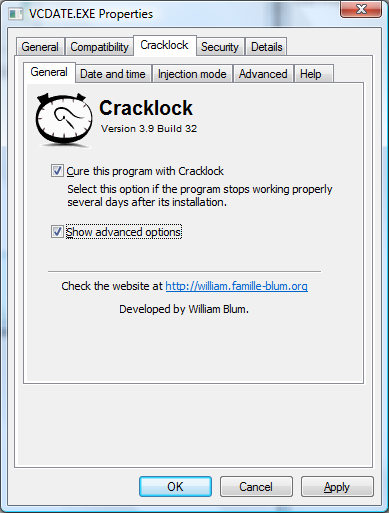 VCDATE.EXE Properties
General Compatibility Cracklock Security Details
General Date and time Injection mode Advanced Help
Cracklock
Version 3.9 Build 32
Cure this program with Cracklock
Select this option if the program stops working properly
several days after its installation.
Show advanced options
Check the website at http://william.famille-blum.org
Developed by William Blum.
OK Cancel Apply